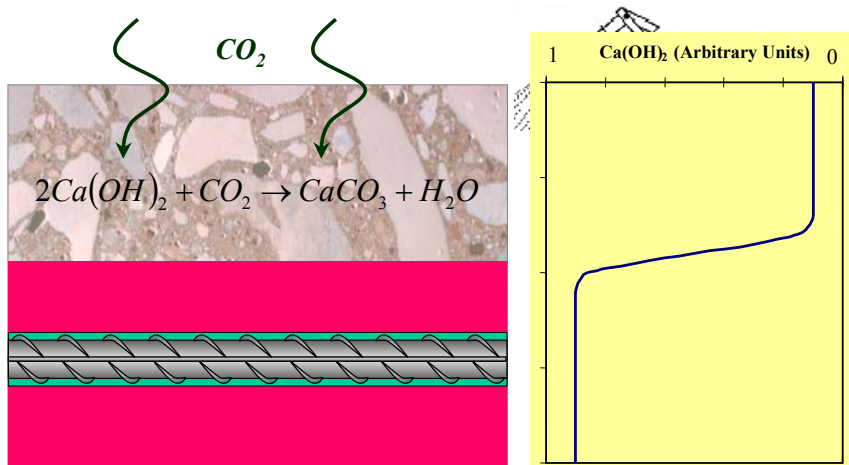 CO₂
2Ca(OH)₂ + CO₂ → CaCO₃ + H₂O
Ca(OH)₂ (Arbitrary Units)
1 0